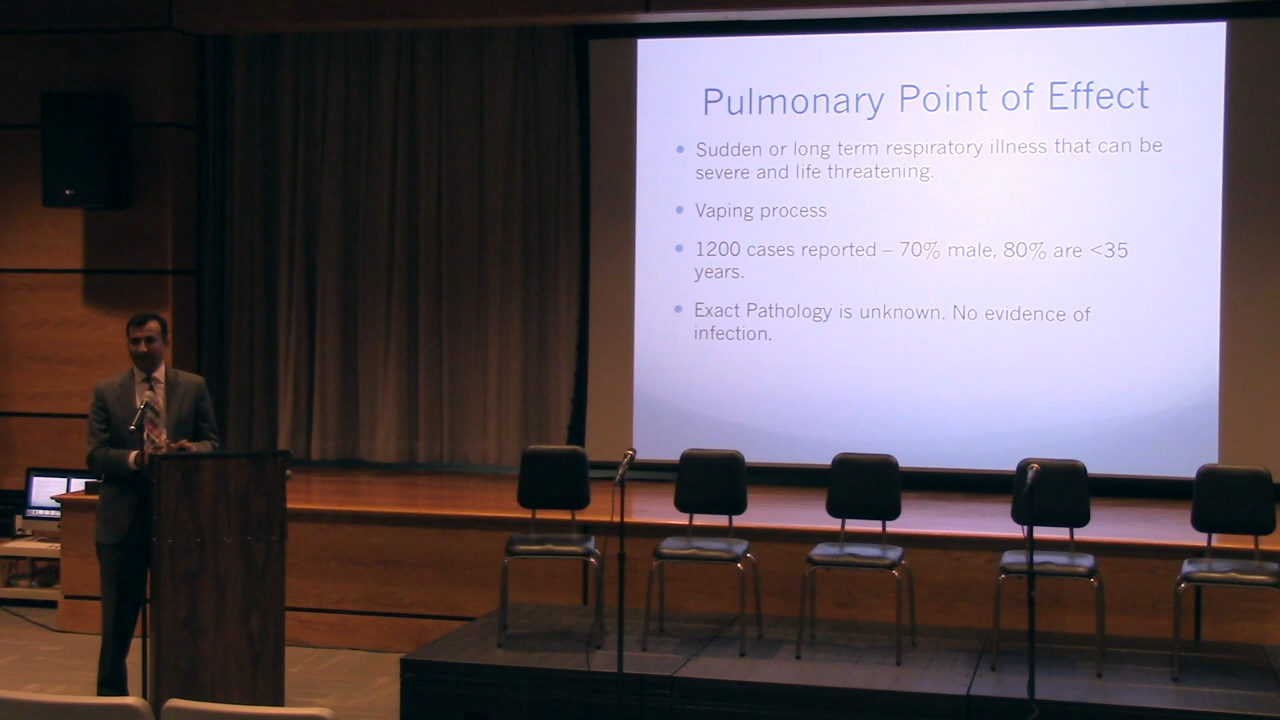 Pulmonary Point of Effect
Sudden or long term respiratory illness that can be
severe and life threatening.
Vaping process
1200 cases reported – 70% male, 80% are <35
years.
Exact Pathology is unknown. No evidence of
infection.